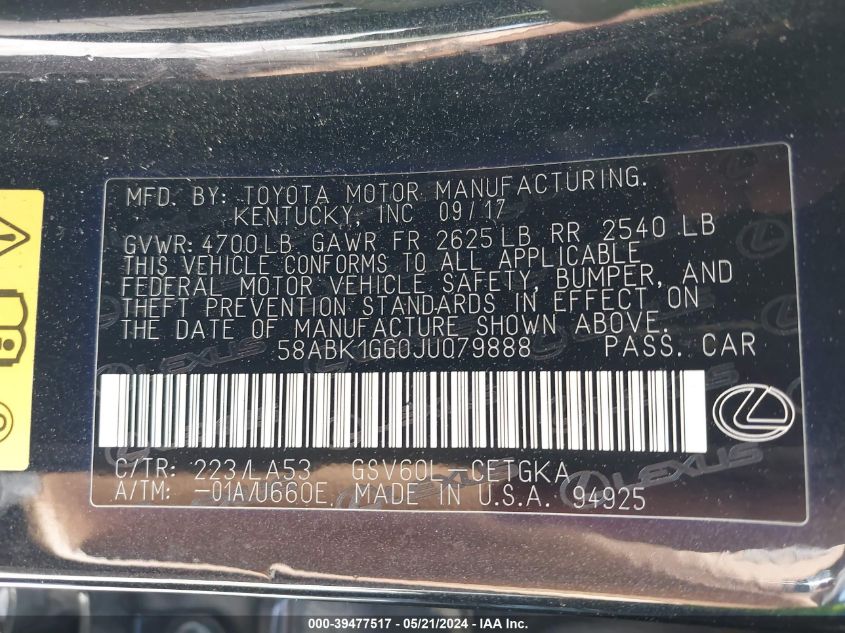 MFD. BY: TOYOTA MOTOR MANUFACTURING.
KENTUCKY, INC 09/17
GVWR: 4700LB, GAWR FR 2625LB RR 2540 LB
THIS VEHICLE CONFORMS TO ALL APPLICABLE
FEDERAL MOTOR VEHICLE SAFETY, BUMPER, AND
THEFT PREVENTION STANDARDS IN EFFECT ON
THE DATE OF MANUFACTURE SHOWN ABOVE.
58ABK1GG0JU079888 PASS. CAR
C/TR: 223/LA53 GSV60L-CETGKA
A/TM: -01A/U660E, MADE IN U.S.A. 94925
000-39477517 - 05/21/2024 - IAA Inc.